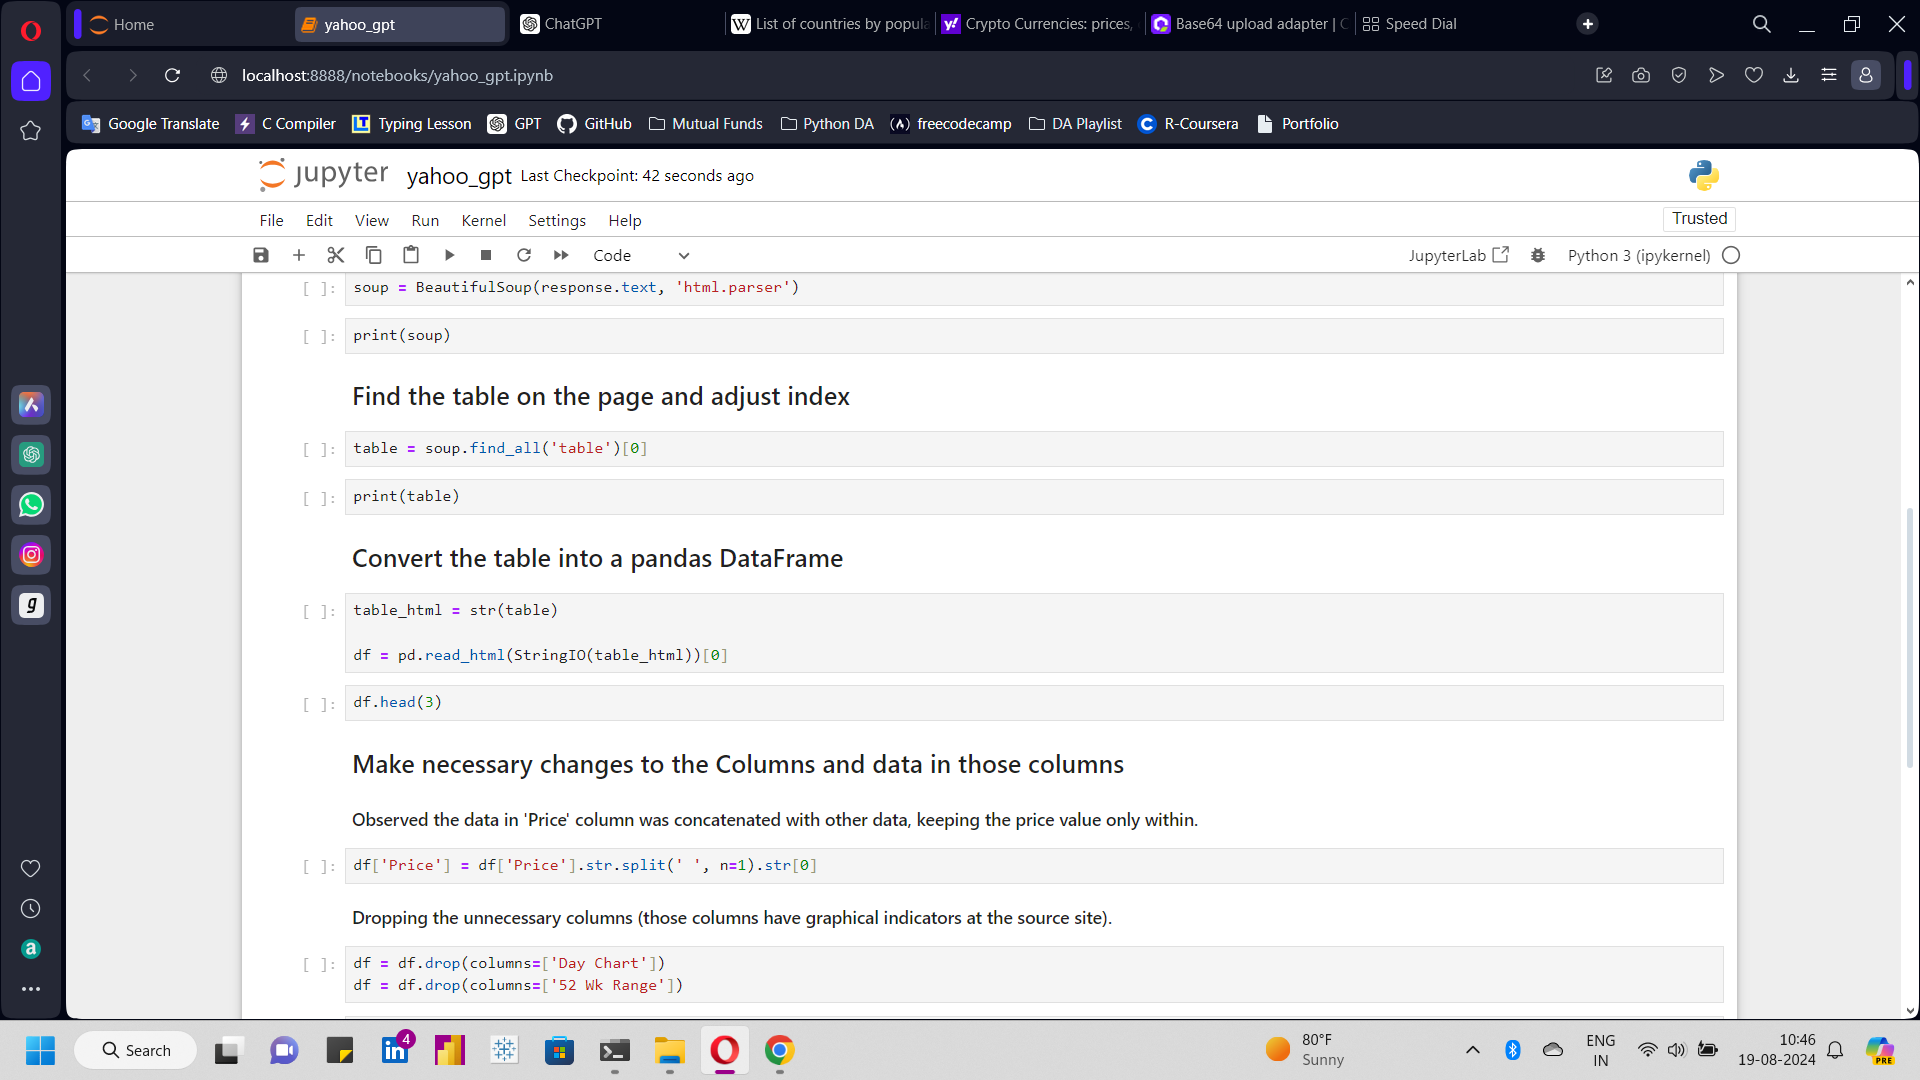 Home
yahoo_gpt
ChatGPT
List of countries by popula
Crypto Currencies: prices,
Base64 upload adapter | C
Speed Dial
localhost:8888/notebooks/yahoo_gpt.ipynb
Google Translate
C Compiler
Typing Lesson
GPT
GitHub
Mutual Funds
Python DA
freecodecamp
DA Playlist
R-Coursera
Portfolio
jupyter yahoo_gpt Last Checkpoint: 42 seconds ago
File Edit View Run Kernel Settings Help
Trusted
Code
JupyterLab
Python 3 (ipykernel)
[ ]: soup = BeautifulSoup(response.text, 'html.parser')
[ ]: print(soup)
Find the table on the page and adjust index
[ ]: table = soup.find_all('table')[0]
[ ]: print(table)
Convert the table into a pandas DataFrame
[ ]: table_html = str(table)
df = pd.read_html(StringIO(table_html))[0]
[ ]: df.head(3)
Make necessary changes to the Columns and data in those columns
Observed the data in 'Price' column was concatenated with other data, keeping the price value only within.
[ ]: df['Price'] = df['Price'].str.split(' ', n=1).str[0]
Dropping the unnecessary columns (those columns have graphical indicators at the source site).
[ ]: df = df.drop(columns=['Day Chart'])
df = df.drop(columns=['52 Wk Range'])
Search
4
80°F
Sunny
ENG
IN
10:46
19-08-2024
PRE